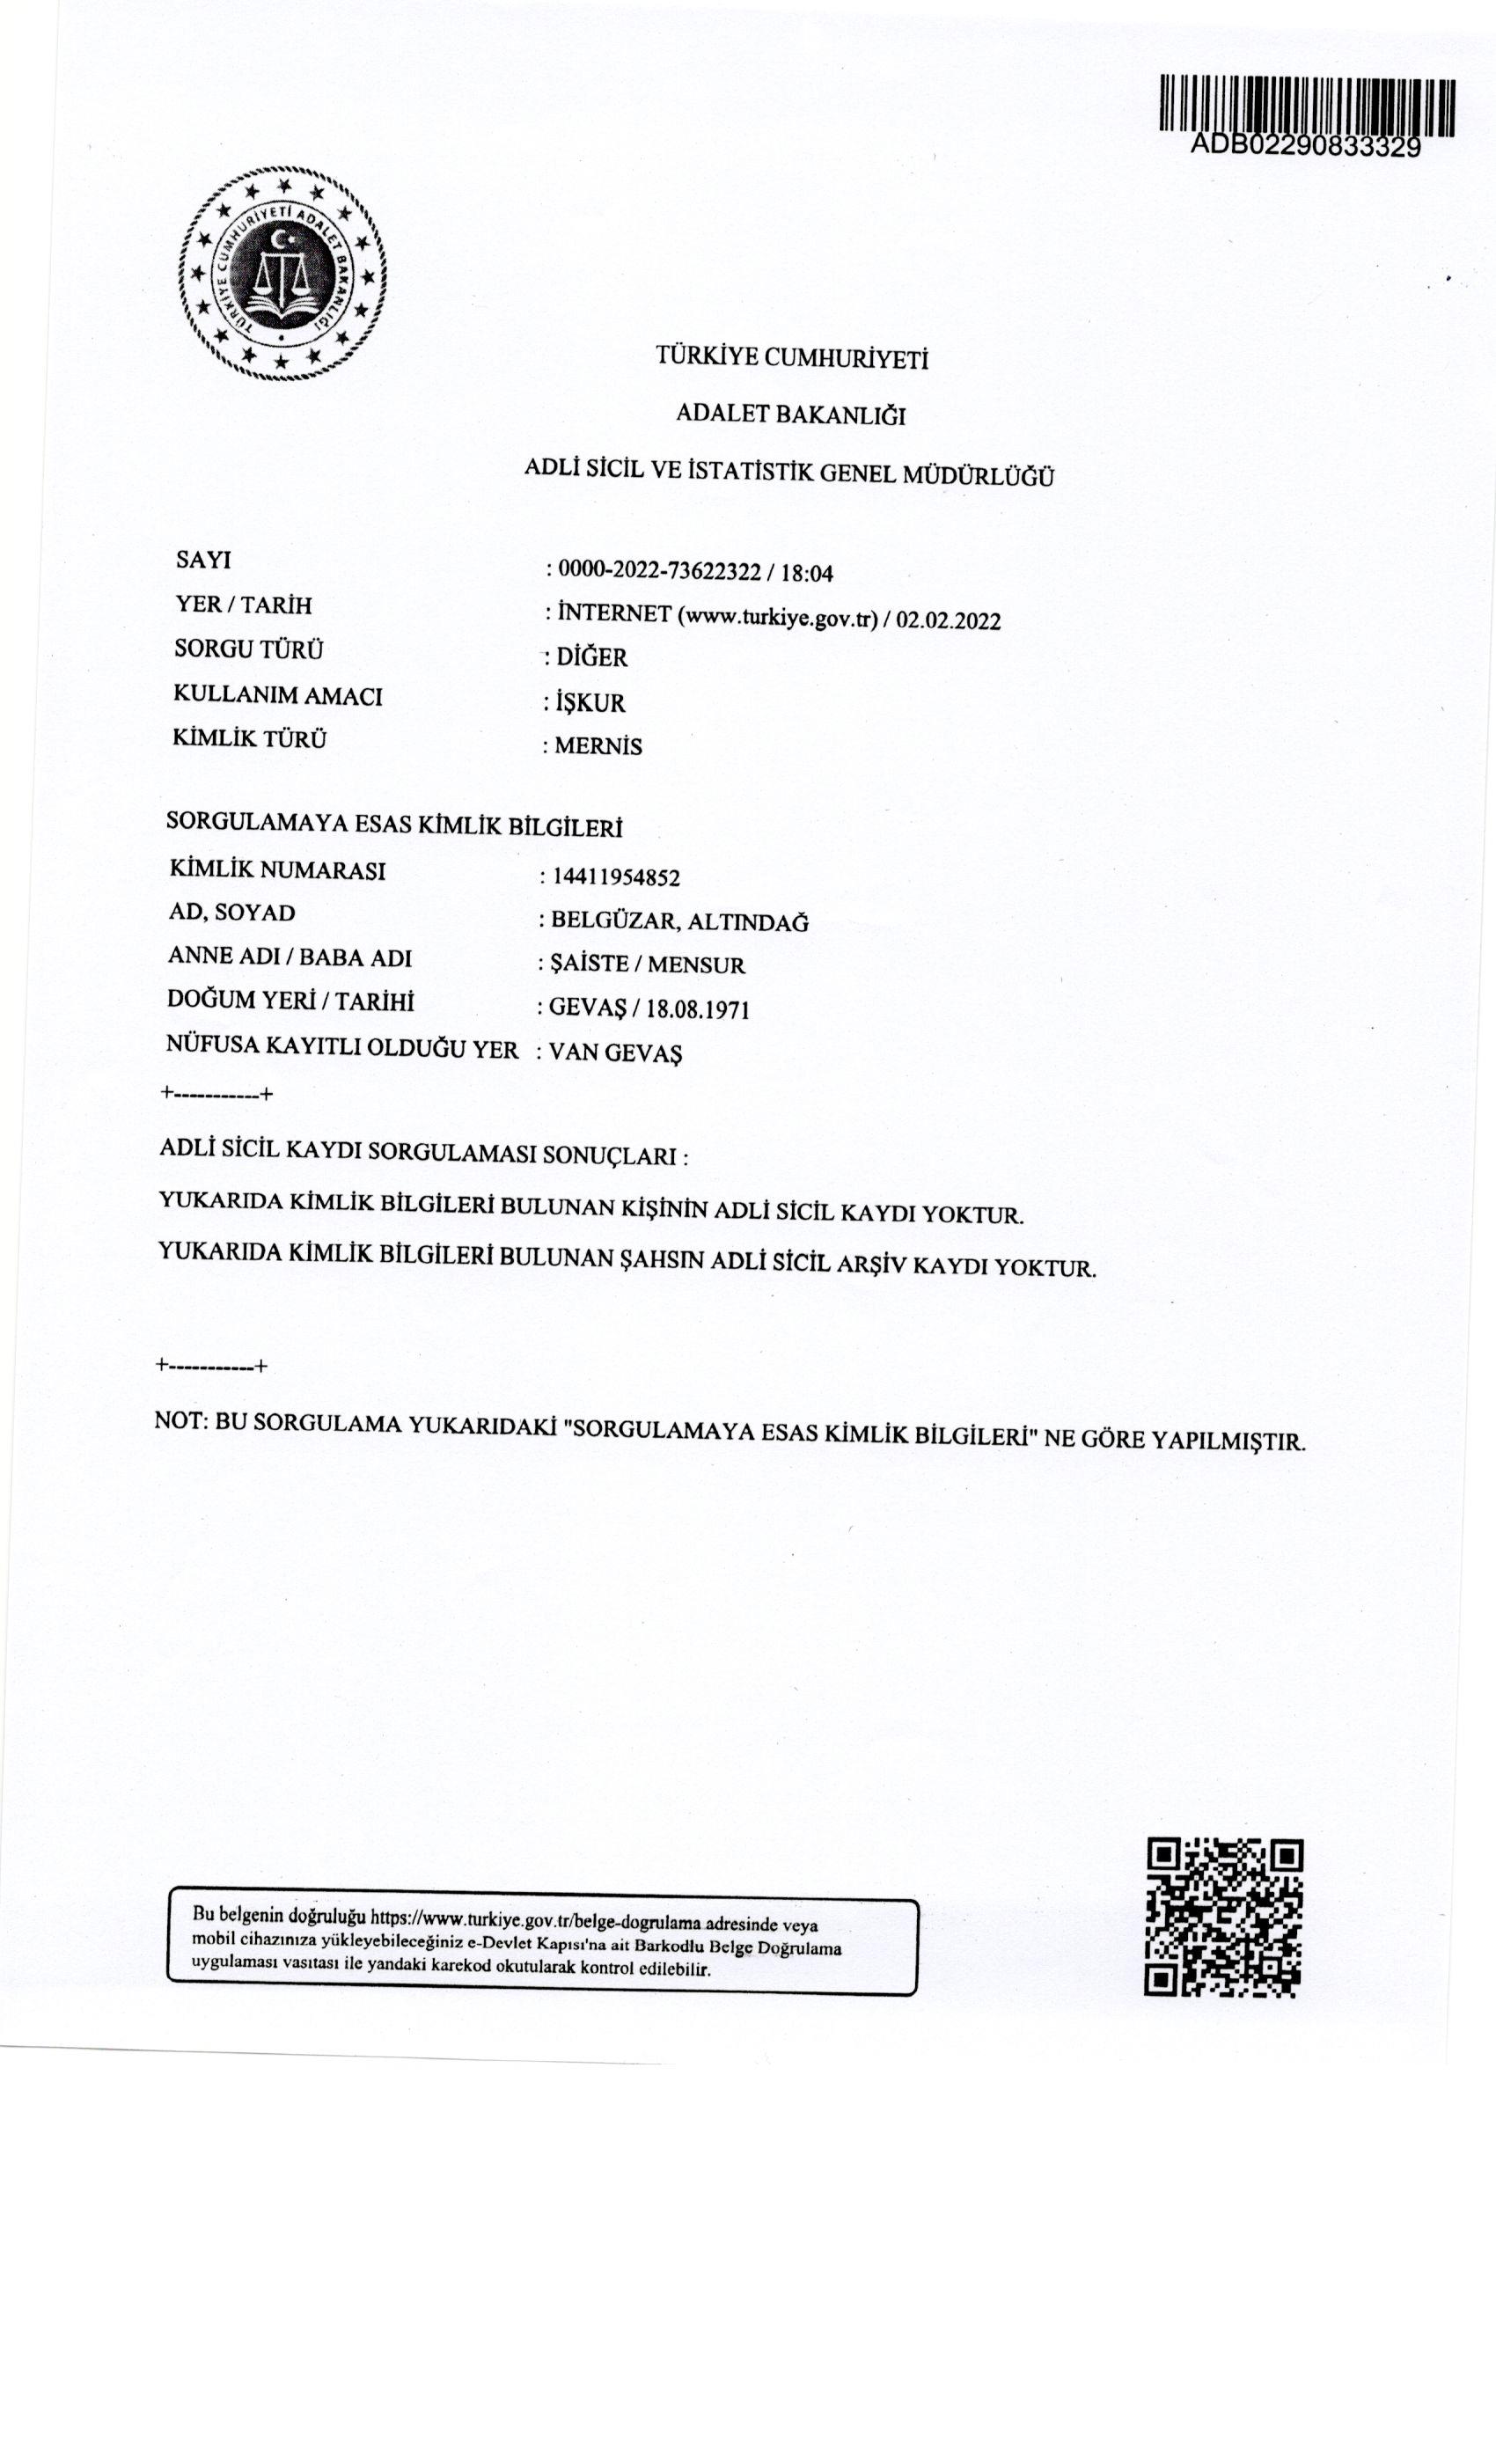 ADB02290833329
TÜRKİYE CUMHURİYETİ ADALET BAKANLIĞI
TÜRKİYE CUMHURİYETİ
ADALET BAKANLIĞI
ADLİ SİCİL VE İSTATİSTİK GENEL MÜDÜRLÜĞÜ
SAYI : 0000-2022-73622322 / 18:04
YER / TARİH : İNTERNET (www.turkiye.gov.tr) / 02.02.2022
SORGU TÜRÜ : DİĞER
KULLANIM AMACI : İŞKUR
KİMLİK TÜRÜ : MERNİS
SORGULAMAYA ESAS KİMLİK BİLGİLERİ
KİMLİK NUMARASI : 14411954852
AD, SOYAD : BELGÜZAR, ALTINDAĞ
ANNE ADI / BABA ADI : ŞAİSTE / MENSUR
DOĞUM YERİ / TARİHİ : GEVAŞ / 18.08.1971
NÜFUSA KAYITLI OLDUĞU YER : VAN GEVAŞ
+-----------+
ADLİ SİCİL KAYDI SORGULAMASI SONUÇLARI :
YUKARIDA KİMLİK BİLGİLERİ BULUNAN KİŞİNİN ADLİ SİCİL KAYDI YOKTUR.
YUKARIDA KİMLİK BİLGİLERİ BULUNAN ŞAHSIN ADLİ SİCİL ARŞİV KAYDI YOKTUR.
+-----------+
NOT: BU SORGULAMA YUKARIDAKİ "SORGULAMAYA ESAS KİMLİK BİLGİLERİ" NE GÖRE YAPILMIŞTIR.
Bu belgenin doğruluğu https://www.turkiye.gov.tr/belge-dogrulama adresinde veya
mobil cihazınıza yükleyebileceğiniz e-Devlet Kapısı'na ait Barkodlu Belge Doğrulama
uygulaması vasıtası ile yandaki karekod okutularak kontrol edilebilir.